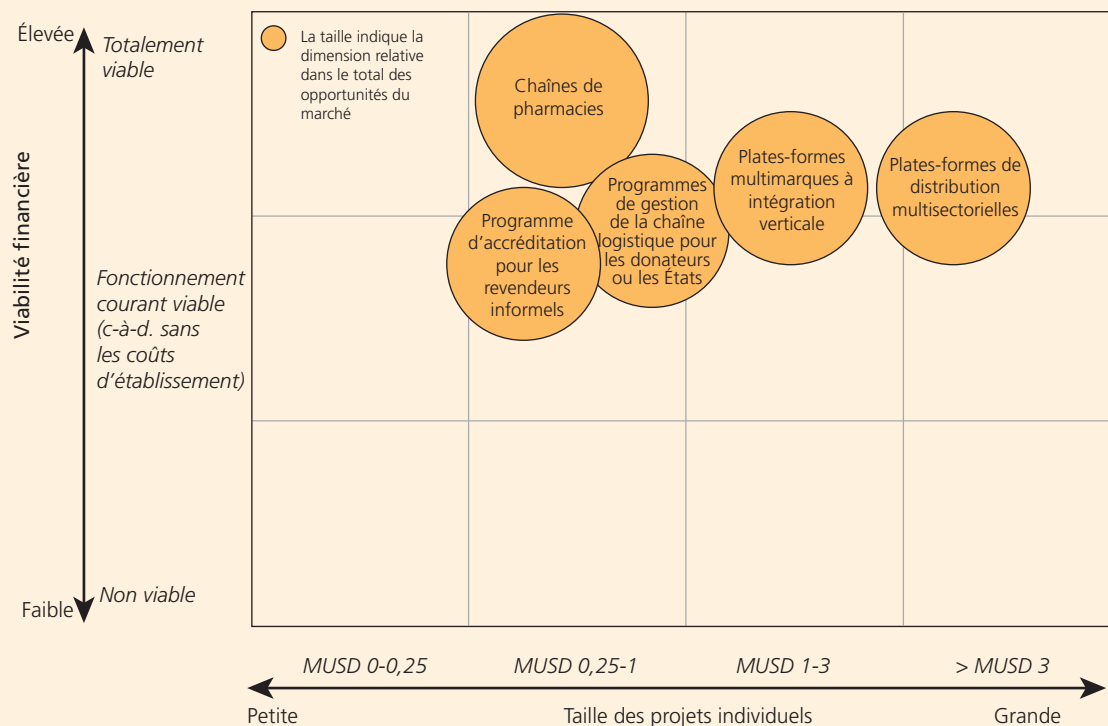 Élevée
Totalement
viable
Viabilité financière
Fonctionnement
courant viable
(c-à-d. sans
les coûts
d’établissement)
Non viable
Faible
La taille indique la
dimension relative
dans le total des
opportunités du
marché
Chaînes de
pharmacies
Programme
d’accréditation
pour les
revendeurs
informels
Programmes
de gestion
de la chaîne
logistique pour
les donateurs
ou les États
Plates-formes
multimarques à
intégration
verticale
Plates-formes de
distribution
multisectorielles
MUSD 0-0,25
MUSD 0,25-1
MUSD 1-3
> MUSD 3
Petite
Taille des projets individuels
Grande